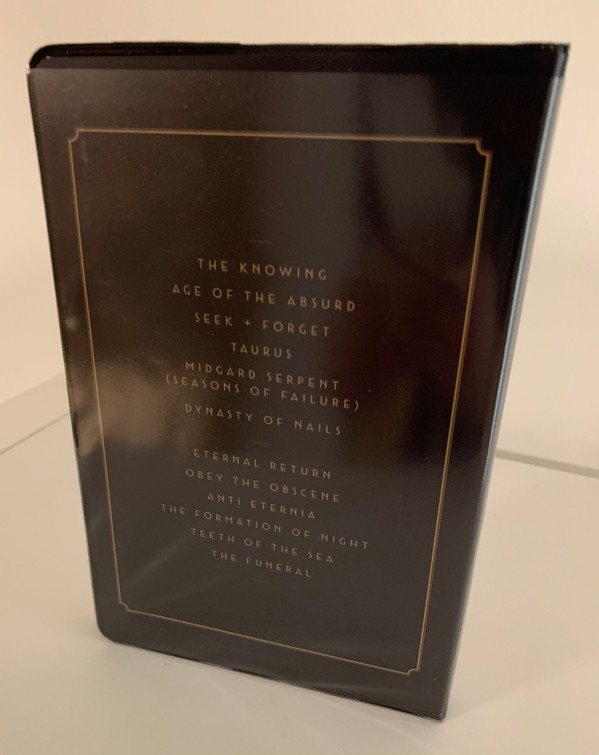 THE KNOWING
AGE OF THE ABSURD
SEEK + FORGET
TAURUS
MIDGARD SERPENT
(SEASONS OF FAILURE)
DYNASTY OF NAILS
ETERNAL RETURN
OBEY THE OBSCENE
ANTI ETERNIA
THE FORMATION OF NIGHT
TEETH OF THE SEA
THE FUNERAL